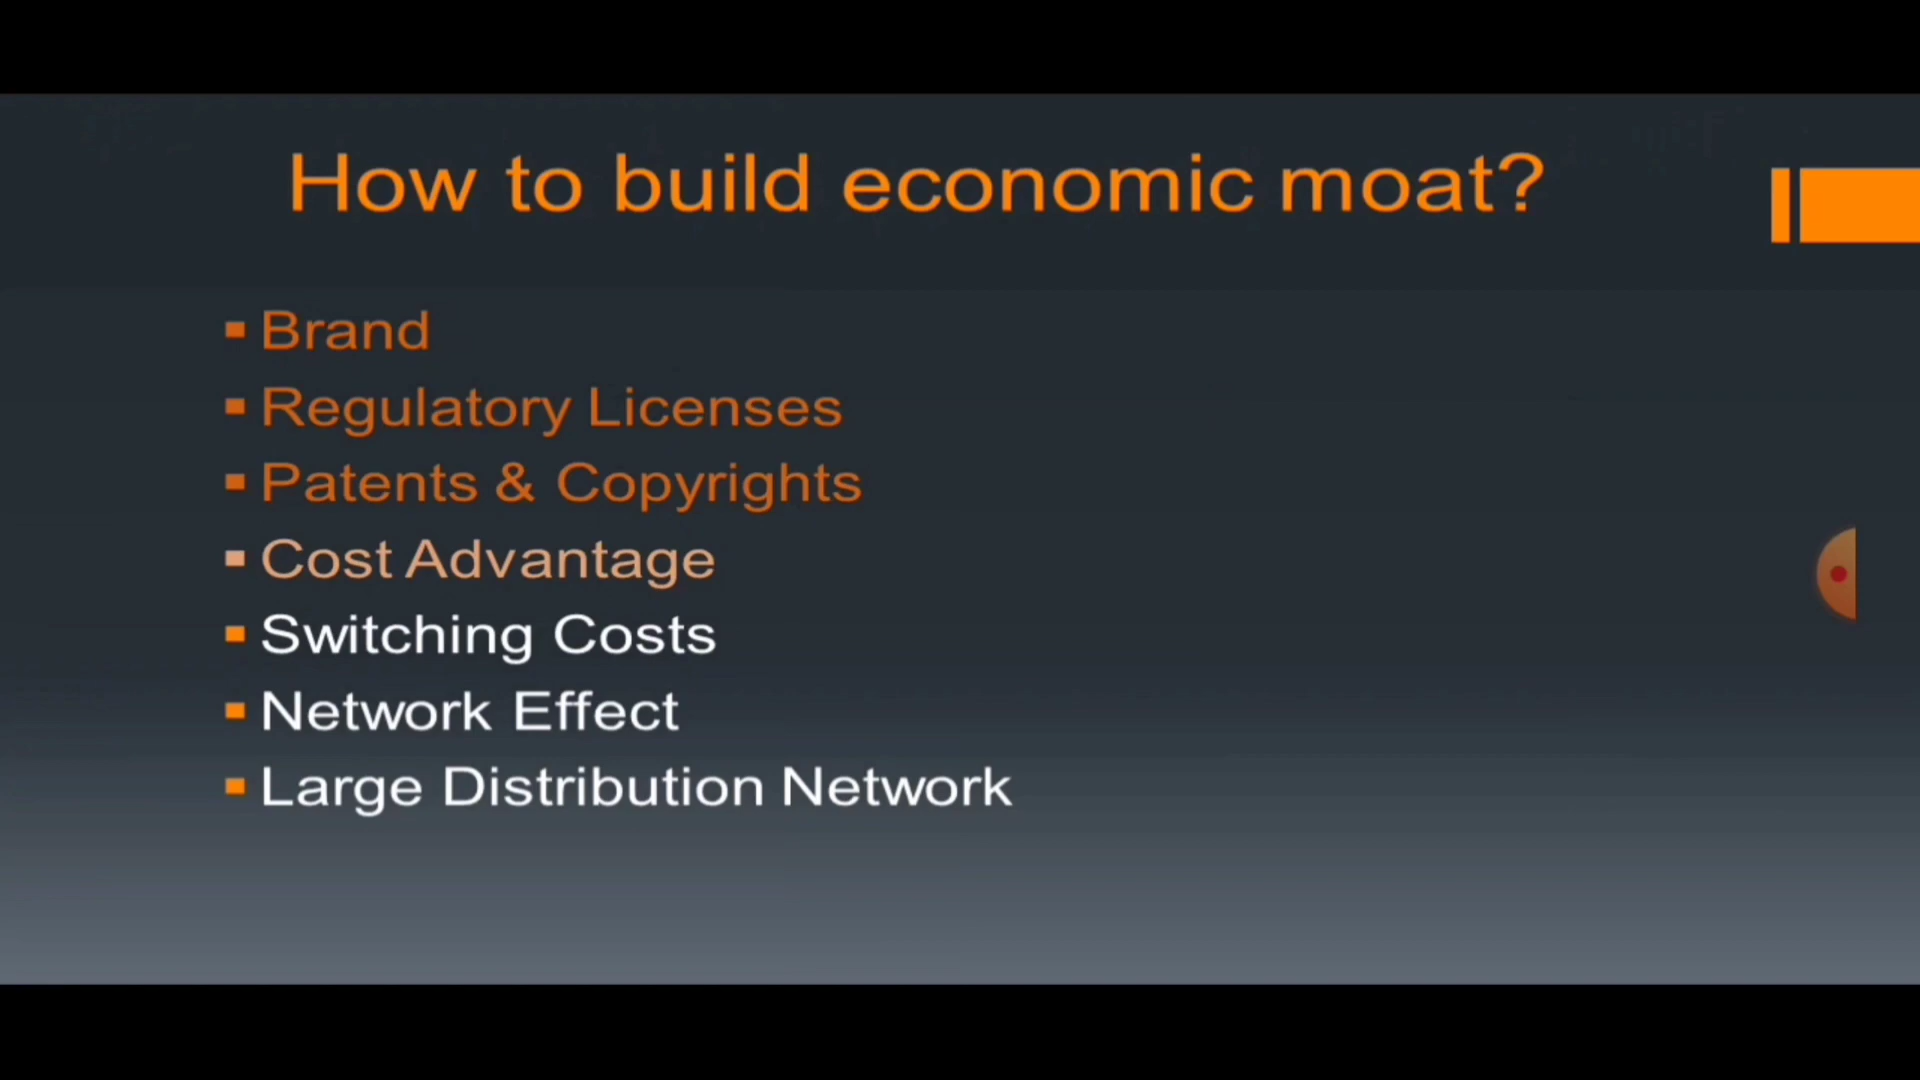 How to build economic moat?
Brand
Regulatory Licenses
Patents & Copyrights
Cost Advantage
Switching Costs
Network Effect
Large Distribution Network